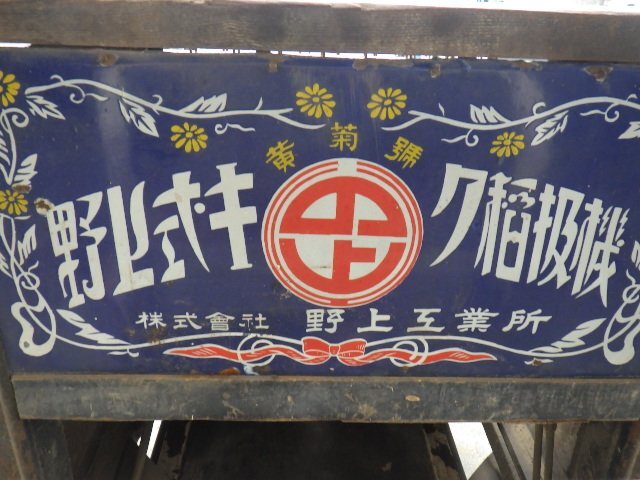 黄菊號
野上式キク稲扱機
株式會社 野上工業所